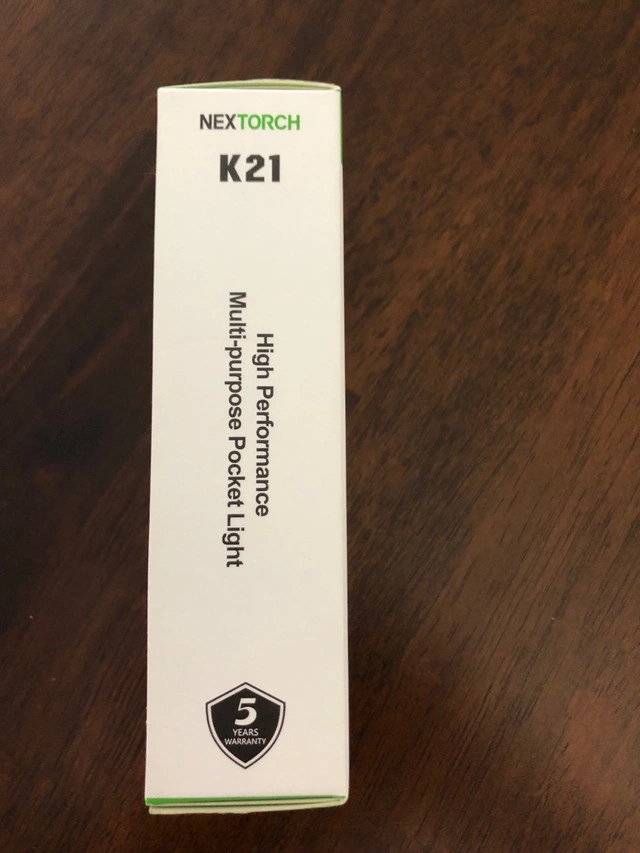 NEXTORCH
K21
High Performance
Multi-purpose Pocket Light
5
YEARS
WARRANTY